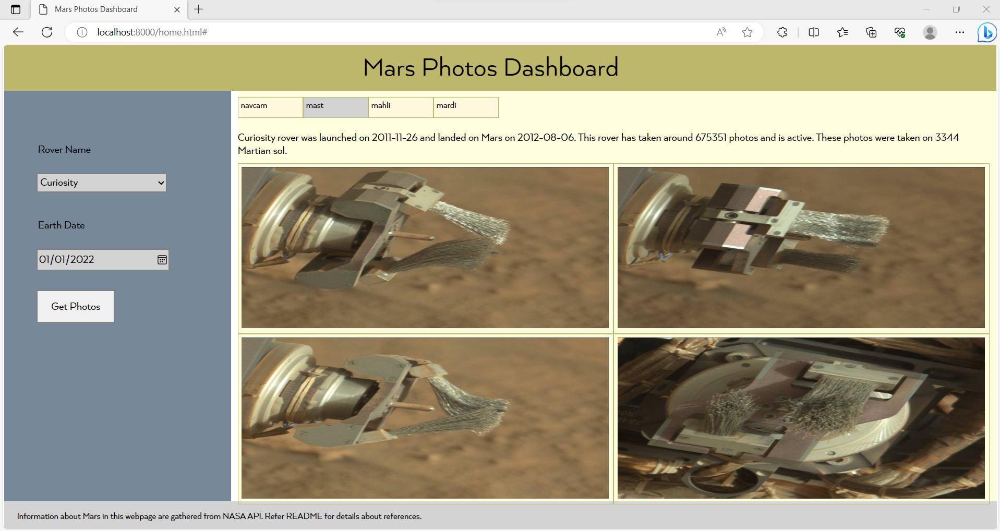 Mars Photos Dashboard
localhost:8000/home.html#
Mars Photos Dashboard
navcam
mast
mahli
mardi
Curiosity rover was launched on 2011-11-26 and landed on Mars on 2012-08-06. This rover has taken around 675351 photos and is active. These photos were taken on 3344
Martian sol.
Rover Name
Curiosity
Earth Date
01/01/2022
Get Photos
Information about Mars in this webpage are gathered from NASA API. Refer README for details about references.